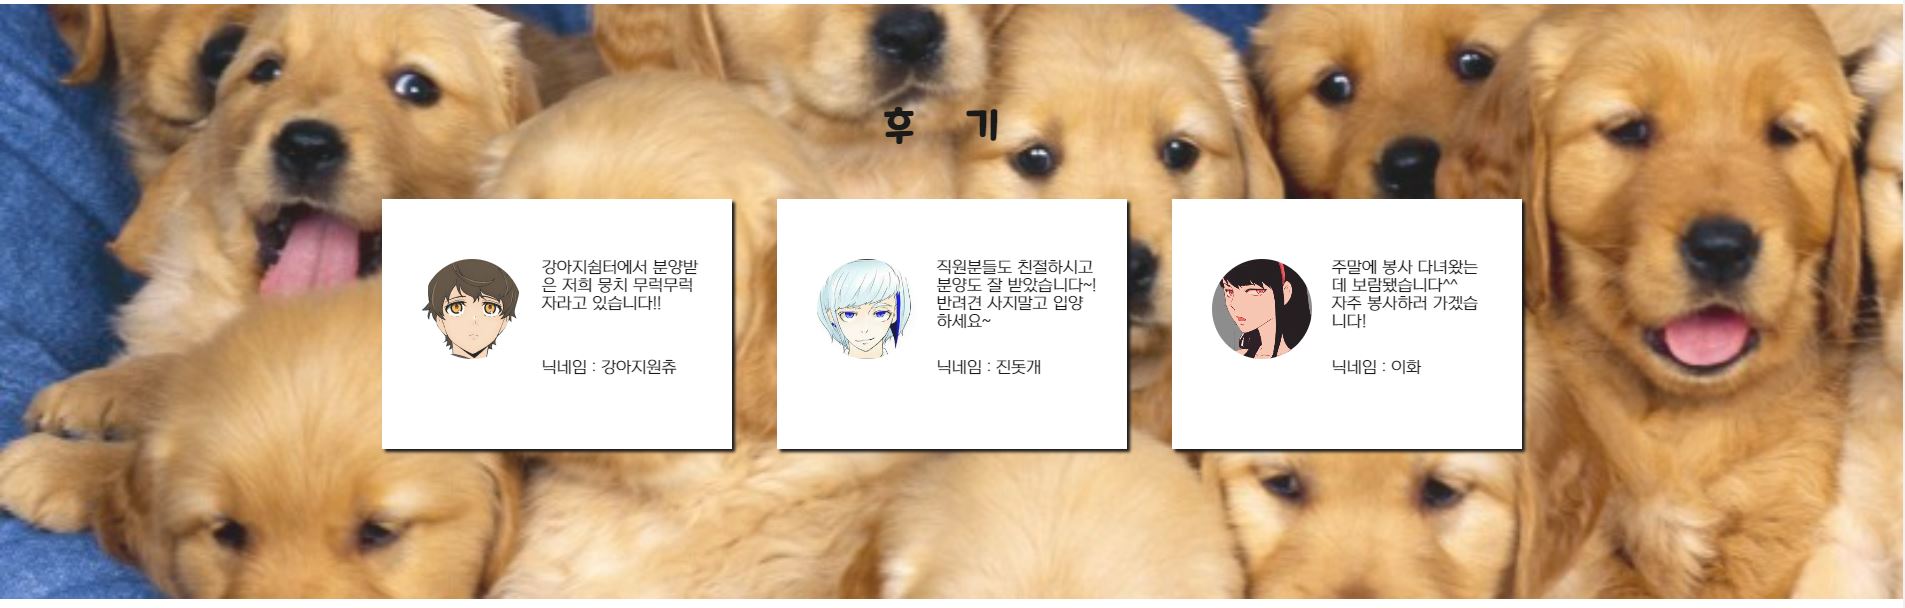 후 기
강아지쉼터에서 분양받
은 저희 뭉치 무럭무럭
자라고 있습니다!!
닉네임 : 강아지원츄
직원분들도 친절하시고
분양도 잘 받았습니다~!
반려견 사지말고 입양
하세요~
닉네임 : 진돗개
주말에 봉사 다녀왔는
데 보람됐습니다^^
자주 봉사하러 가겠습
니다!
닉네임 : 이화